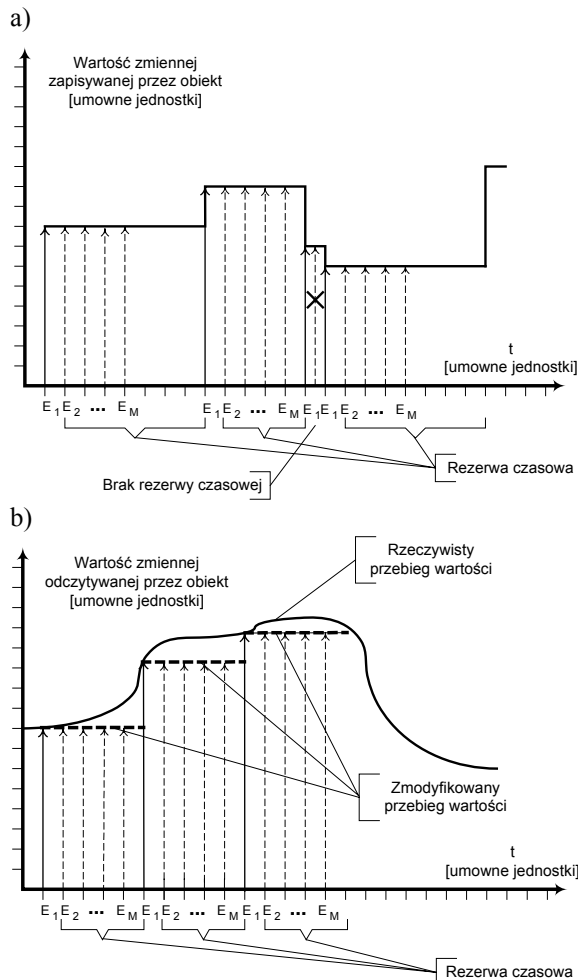 a)
Wartość zmiennej
zapisywanej przez obiekt
[umowne jednostki]
t
[umowne jednostki]
E1 E2 ... EM E1 E2 ... EM E1 E1 E2 ... EM
Rezerwa czasowa
Brak rezerwy czasowej
b)
Rzeczywisty
przebieg wartości
Wartość zmiennej
odczytywanej przez obiekt
[umowne jednostki]
Zmodyfikowany
przebieg wartości
t
[umowne jednostki]
E1 E2 ... EM E1 E2 ... EM E1 E2 ... EM
Rezerwa czasowa